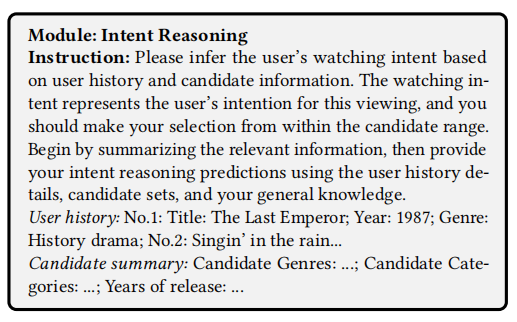 Module: Intent Reasoning
Instruction: Please infer the user's watching intent based
on user history and candidate information. The watching in-
tent represents the user's intention for this viewing, and you
should make your selection from within the candidate range.
Begin by summarizing the relevant information, then provide
your intent reasoning predictions using the user history de-
tails, candidate sets, and your general knowledge.
User history: No.1: Title: The Last Emperor; Year: 1987; Genre:
History drama; No.2: Singin' in the rain...
Candidate summary: Candidate Genres: ...; Candidate Cate-
gories: ...; Years of release: ...